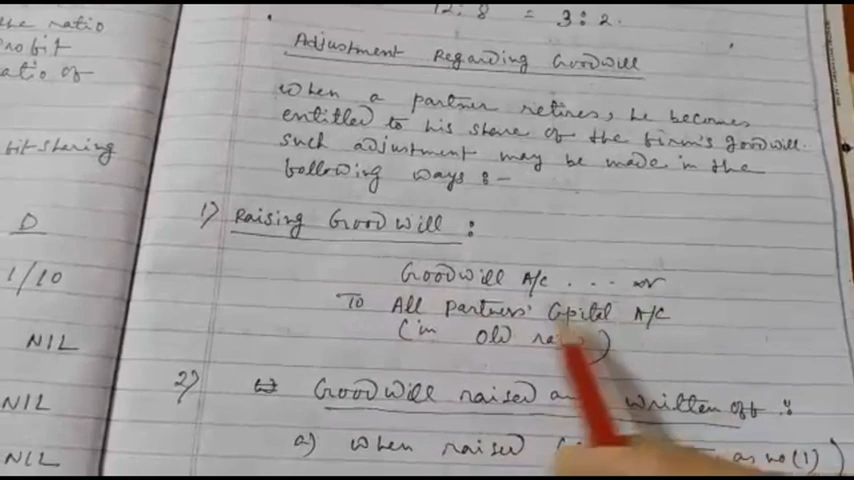 the ratio
rofit
atio of
fit sharing
D
1/10
NIL
NIL
NIL
12:8 = 3:2.
Adjustment Regarding Goodwill
When a partner retires, he becomes
entitled to his share of the firm's goodwill.
such adjustment may be made in the
following ways :-
1) Raising Goodwill :
Goodwill A/c . . . . Dr
To All Partners' Capital A/c
(in old
2) Goodwill raised and written off :
a) When raised as no (1)